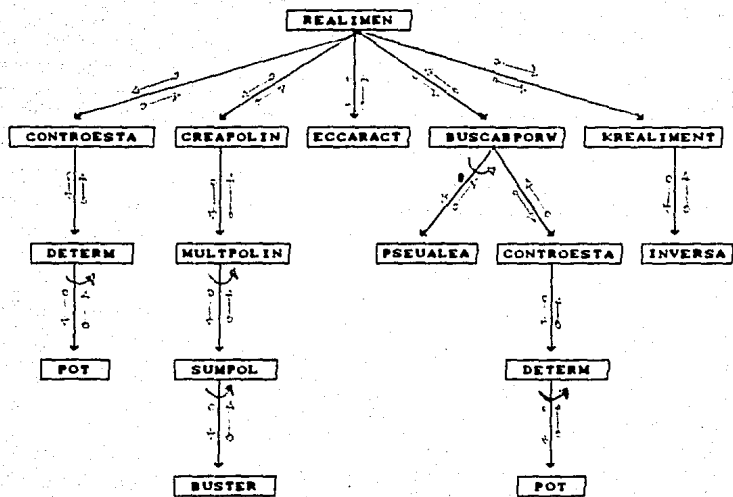 REALIMEN
CONTROESTA CREAPOLIN ECCARACT BUSCABPORW KREALIMENT
DETERM MULTPOLIN PSEUALEA CONTROESTA INVERSA
POT SUMPOL DETERM
BUSTER POT